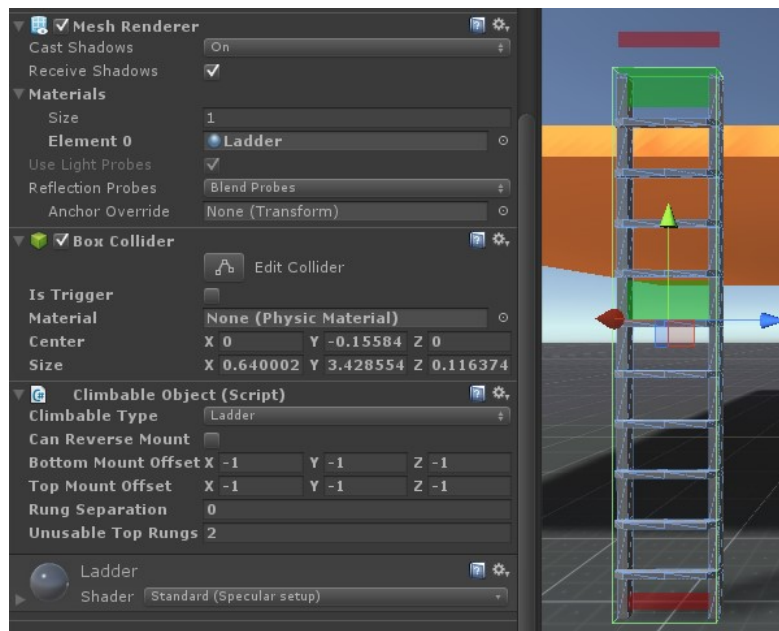 Mesh Renderer
Cast Shadows On
Receive Shadows
Materials
Size 1
Element 0 Ladder
Use Light Probes
Reflection Probes Blend Probes
Anchor Override None (Transform)
Box Collider
Edit Collider
Is Trigger
Material None (Physic Material)
Center X 0 Y -0.15584 Z 0
Size X 0.640002 Y 3.428554 Z 0.116374
Climbable Object (Script)
Climbable Type Ladder
Can Reverse Mount
Bottom Mount Offset X -1 Y -1 Z -1
Top Mount Offset X -1 Y -1 Z -1
Rung Separation 0
Unusable Top Rungs 2
Ladder
Shader Standard (Specular setup)